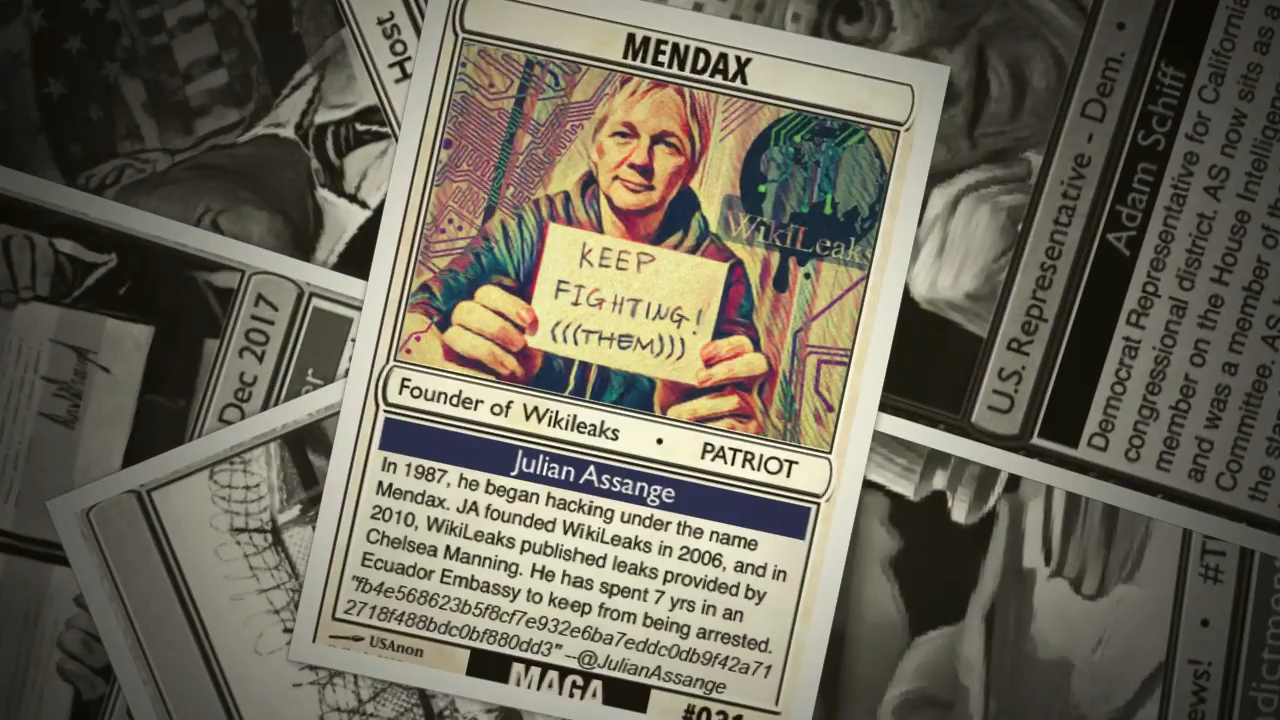 MENDAX
WikiLeaks
KEEP
FIGHTING!
(((THEM)))
Founder of Wikileaks • PATRIOT
Julian Assange
In 1987, he began hacking under the name
Mendax. JA founded WikiLeaks in 2006, and in
2010, WikiLeaks published leaks provided by
Chelsea Manning. He has spent 7 yrs in an
Ecuador Embassy to keep from being arrested.
"fb4e568623b5f8cf7e932e6ba7eddc0db9f42a71
2718f488bdc0bf880dd3" --@JulianAssange
USAnon
MAGA
Host
Dec 2017
U.S. Representative - Dem. •
Adam Schiff
Democrat Representative for California
congressional district. AS now sits as a
member on the House Intelligence
and was a member of the
Committee. AS
the
ews! • #T